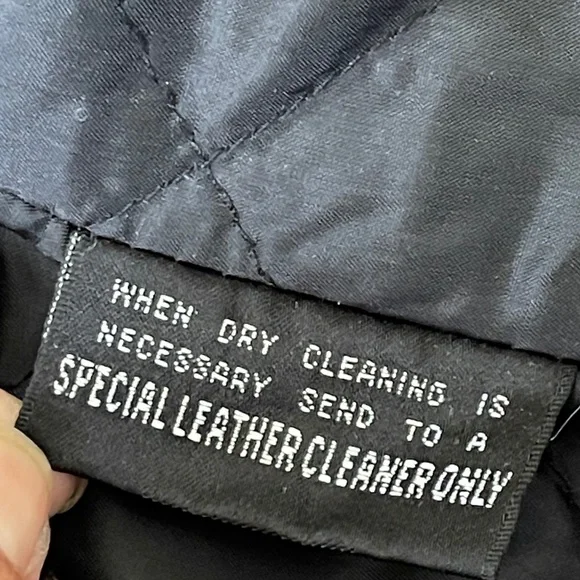 WHEN DRY CLEANING IS
NECESSARY SEND TO A
SPECIAL LEATHER CLEANER ONLY